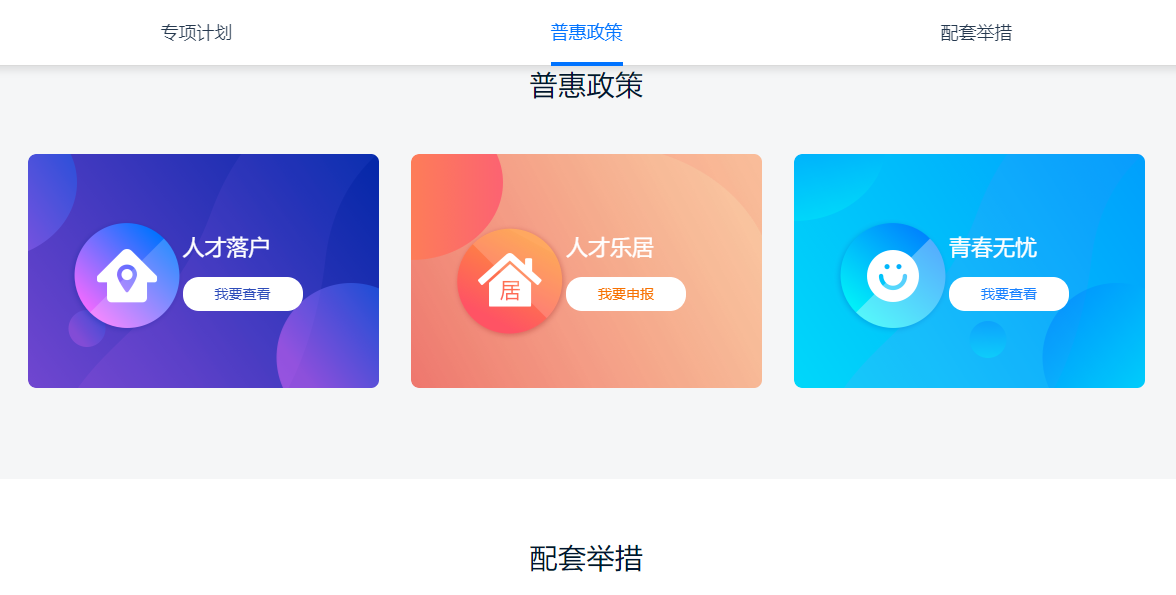 专项计划
普惠政策
配套举措
普惠政策
人才落户
我要查看
居
人才乐居
我要申报
青春无忧
我要查看
配套举措